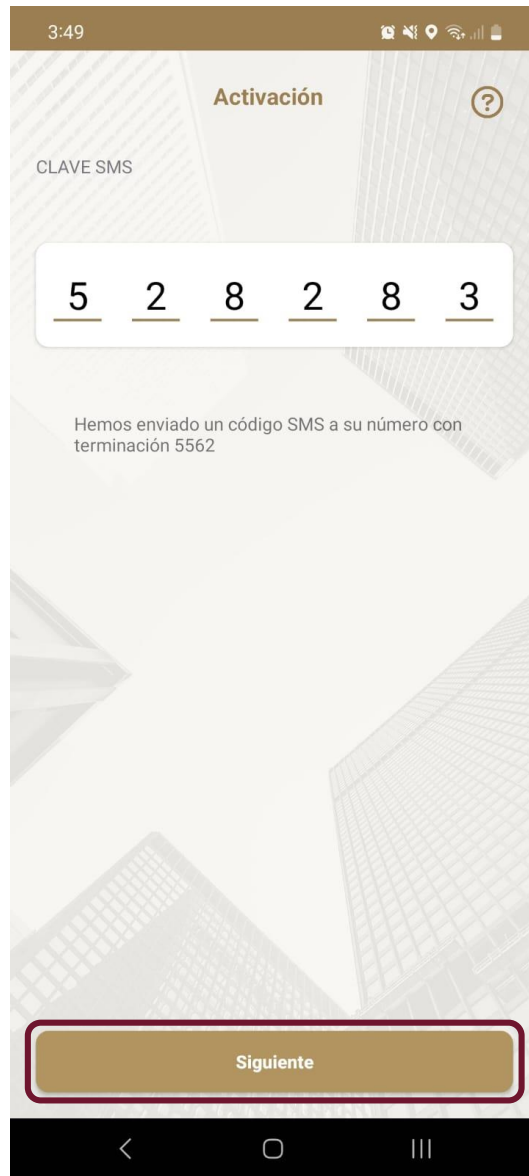 3:49
Activación
?
CLAVE SMS
5 2 8 2 8 3
Hemos enviado un código SMS a su número con
terminación 5562
Siguiente